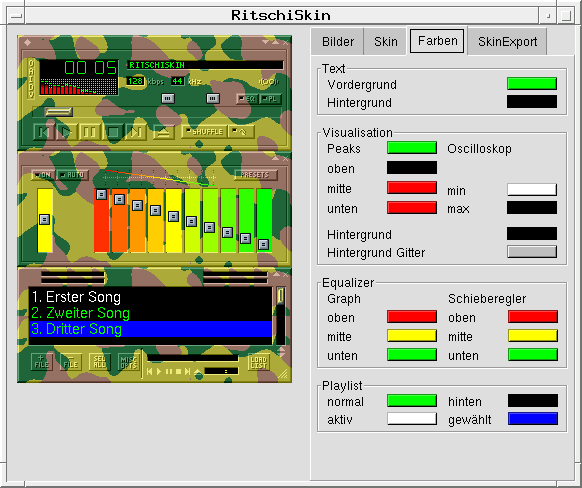 RitschiSkin
Bilder Skin Farben SkinExport
Text
Vordergrund
Hintergrund
Visualisation
Peaks Oscilloskop
oben
mitte min
unten max
Hintergrund
Hintergrund Gitter
Equalizer
Graph Schieberegler
oben oben
mitte mitte
unten unten
Playlist
normal hinten
aktiv gewählt
OAIDV
00 05 RITSCHISKIN
128 kbps 44 kHz
EQ PL
SHUFFLE
ON AUTO PRESETS
1. Erster Song
2. Zweiter Song
3. Dritter Song
+ FILE - FILE SEL ALL MISC OPTS LOAD LIST